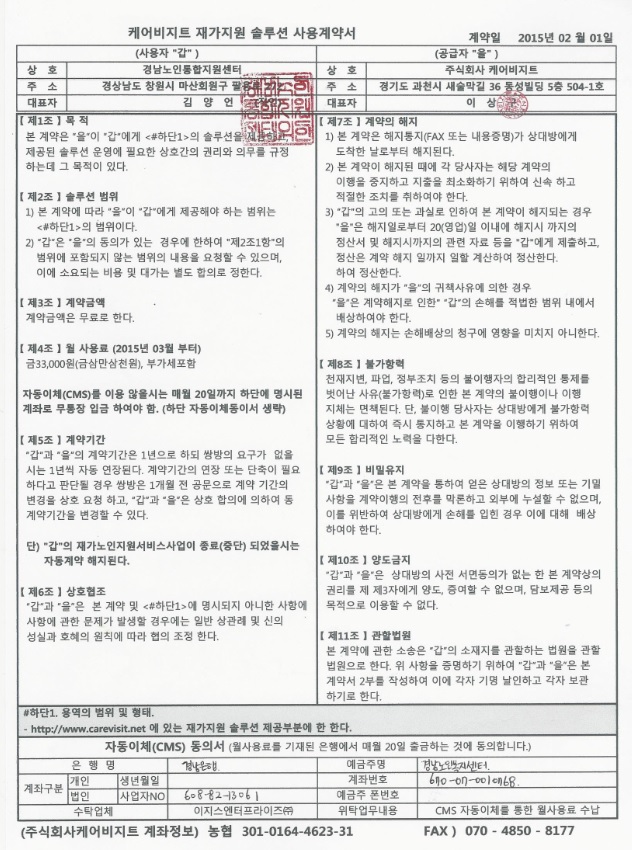 케어비지트 재가지원 솔루션 사용계약서
계약일 2015년 02 월 01일
(사용자 "갑" )
상 호 경남노인통합지원센터
주 소 경상남도 창원시 마산회원구
대표자 김 양 언
(공급자 "을" )
상 호 주식회사 케어비지트
주 소 경기도 과천시 새술막길 36 동성빌딩 5층 504-1호
대표자 이 상
[ 제1조 ] 목 적
본 계약은 "을"이 "갑"에게 <#하단1>의 솔루션을
제공된 솔루션 운영에 필요한 상호간의 권리와 의무를 규정
하는데 그 목적이 있다.
[ 제2조 ] 솔루션 범위
1) 본 계약에 따라 "을"이 "갑"에게 제공해야 하는 범위는
<#하단1>의 범위이다.
2) "갑"은 "을"의 동의가 있는 경우에 한하여 "제2조1항"의
범위에 포함되지 않는 범위의 내용을 요청할 수 있으며,
이에 소요되는 비용 및 대가는 별도 합의로 정한다.
[ 제3조 ] 계약금액
계약금액은 무료로 한다.
[ 제4조 ] 월 사용료 (2015년 03월 부터)
금33,000원(금삼만삼천원), 부가세포함
자동이체(CMS)를 이용 않을시는 매월 20일까지 하단에 명시된
계좌로 무통장 입금 하여야 함. (하단 자동이체동이서 생략)
[ 제5조 ] 계약기간
"갑"과 "을"의 계약기간은 1년으로 하되 쌍방의 요구가 없을
시는 1년씩 자동 연장된다. 계약기간의 연장 또는 단축이 필요
하다고 판단될 경우 쌍방은 1개월 전 공문으로 계약 기간의
변경을 상호 요청 하고, "갑"과 "을"은 상호 합의에 의하여 동
계약기간을 변경할 수 있다.
단) "갑"의 재가노인지원서비스사업이 종료(중단) 되었을시는
자동계약 해지된다.
[ 제6조 ] 상호협조
"갑"과 "을"은 본 계약 및 <#하단1>에 명시되지 아니한 사항에
사항에 관한 문제가 발생할 경우에는 일반 상관례 및 신의
성실과 호혜의 원칙에 따라 협의 조정 한다.
[ 제7조 ] 계약의 해지
1) 본 계약은 해지통지(FAX 또는 내용증명)가 상대방에게
도착한 날로부터 해지된다.
2) 본 계약이 해지된 때에 각 당사자는 해당 계약의
이행을 중지하고 지출을 최소화하기 위하여 신속 하고
적절한 조치를 취하여야 한다.
3) "갑"의 고의 또는 과실로 인하여 본 계약이 해지되는 경우
"을"은 해지일로부터 20(영업)일 이내에 해지시 까지의
정산서 및 해지시까지의 관련 자료 등을 "갑"에게 제출하고,
정산은 계약 해지 일까지 일할 계산하여 정산한다.
하여 정산한다.
4) 계약의 해지가 "을"의 귀책사유에 의한 경우
"을"은 계약해지로 인한" "갑"의 손해를 적법한 범위 내에서
배상하여야 한다.
5) 계약의 해지는 손해배상의 청구에 영향을 미치지 아니한다.
[ 제8조 ] 불가항력
천재지변, 파업, 정부조치 등의 불이행자의 합리적인 통제를
벗어난 사유(불가항력)로 인한 본 계약의 불이행이나 이행
지체는 면책된다. 단, 불이행 당사자는 상대방에게 불가항력
상황에 대하여 즉시 통지하고 본 계약을 이행하기 위하여
모든 합리적인 노력을 다한다.
[ 제9조 ] 비밀유지
"갑"과 "을"은 본 계약을 통하여 얻은 상대방의 정보 또는 기밀
사항을 계약이행의 전후를 막론하고 외부에 누설할 수 없으며,
이를 위반하여 상대방에게 손해를 입힌 경우 이에 대해 배상
하여야 한다.
[ 제10조 ] 양도금지
"갑"과 "을"은 상대방의 사전 서면동의가 없는 한 본 계약상의
권리를 제 제3자에게 양도, 증여할 수 없으며, 담보제공 등의
목적으로 이용할 수 없다.
[ 제11조 ] 관할법원
본 계약에 관한 소송은 "갑"의 소재지를 관할하는 법원을 관할
법원으로 한다. 위 사항을 증명하기 위하여 "갑"과 "을"은 본
계약서 2부를 작성하여 이에 각자 기명 날인하고 각자 보관
하기로 한다.
#하단1. 용역의 범위 및 형태.
- http://www.carevisit.net 에 있는 재가지원 솔루션 제공부분에 한 한다.
자동이체(CMS) 동의서 (월사용료를 기재된 은행에서 매월 20일 출금하는 것에 동의합니다.)
은 행 명 경남은행 예금주명 경남노인복지센터.
계좌구분 개인 생년월일 계좌번호
법인 사업자NO 608-82-13061 예금주 폰번호
수탁업체 이지스엔터프라이즈㈜ 위탁업무내용 CMS 자동이체를 통한 월사용료 수납
(주식회사케어비지트 계좌정보) 농협 301-0164-4623-31 FAX ) 070 - 4850 - 8177